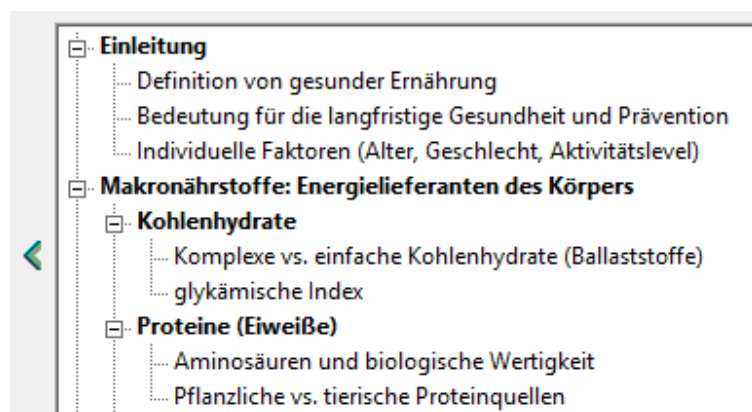 Einleitung
Definition von gesunder Ernährung
Bedeutung für die langfristige Gesundheit und Prävention
Individuelle Faktoren (Alter, Geschlecht, Aktivitätslevel)
Makronährstoffe: Energielieferanten des Körpers
Kohlenhydrate
Komplexe vs. einfache Kohlenhydrate (Ballaststoffe)
glykämische Index
Proteine (Eiweiße)
Aminosäuren und biologische Wertigkeit
Pflanzliche vs. tierische Proteinquellen